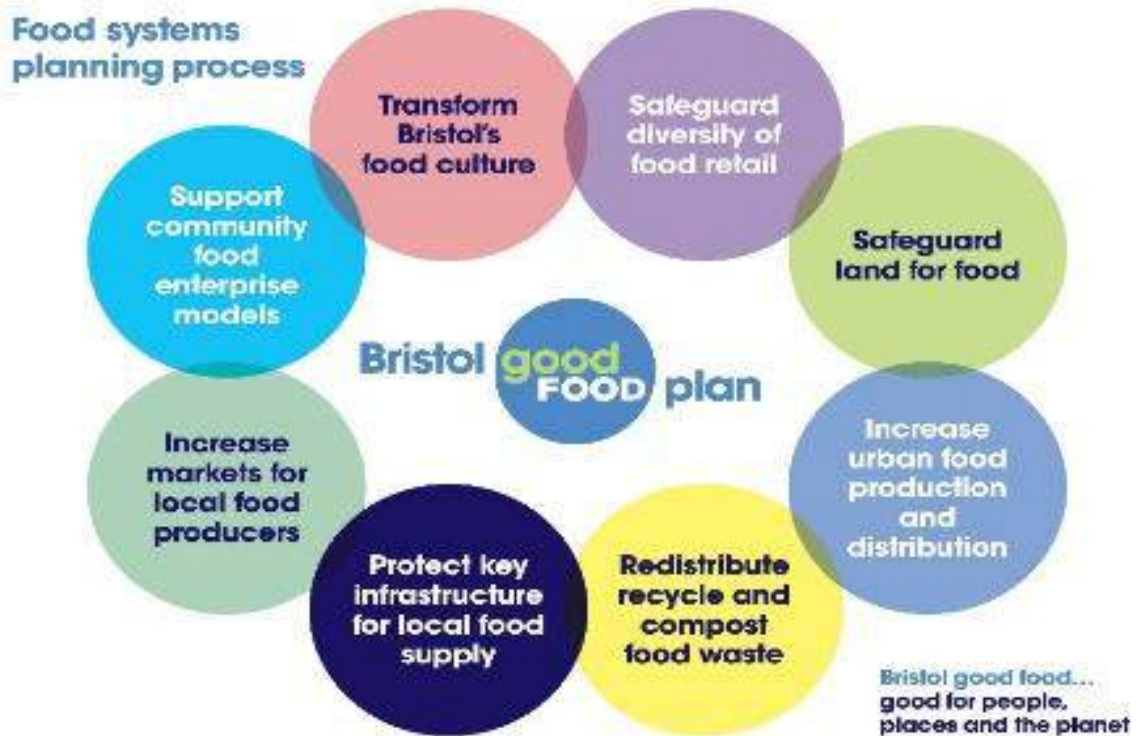 Food systems
planning process
Transform
Bristol's
food culture
Safeguard
diversity of
food retail
Safeguard
land for food
Increase
urban food
production
and
distribution
Redistribute
recycle and
compost
food waste
Protect key
infrastructure
for local food
supply
Increase
markets for
local food
producers
Support
community
food
enterprise
models
Bristol good
FOOD plan
Bristol good food...
good for people,
places and the planet